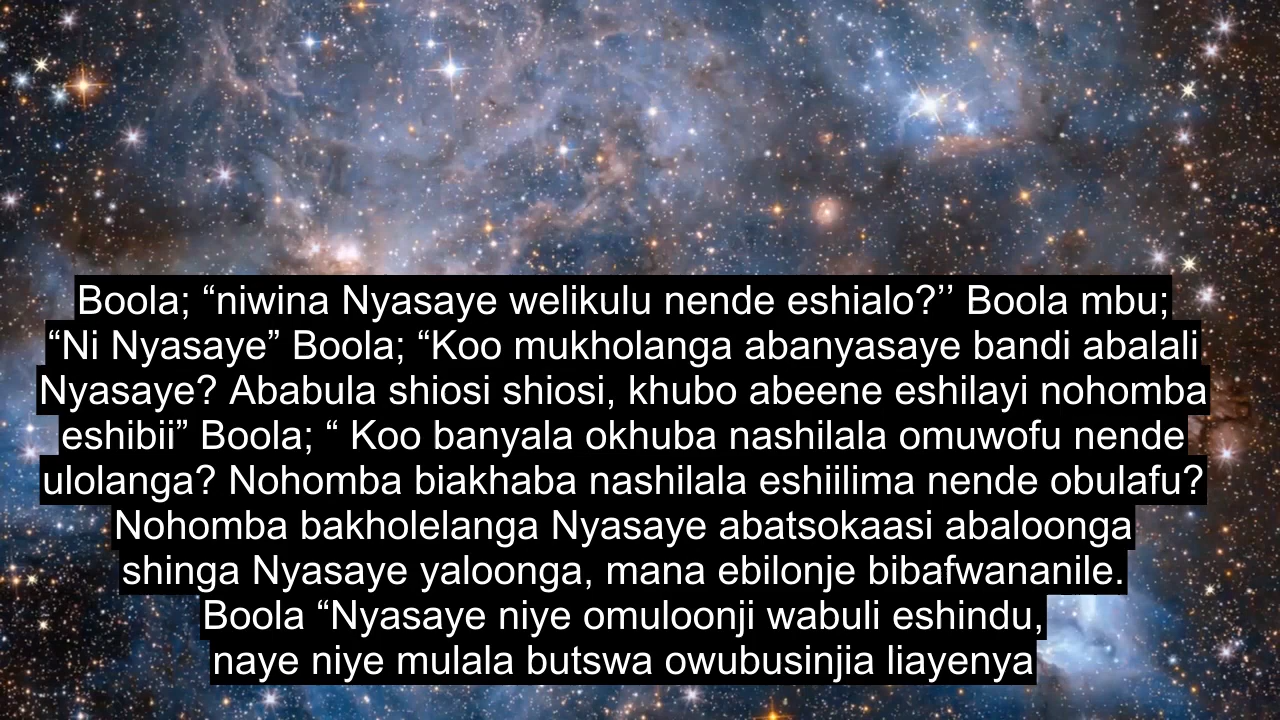 Boola; “niwina Nyasaye welikulu nende eshialo?’’ Boola mbu;
“Ni Nyasaye” Boola; “Koo mukholanga abanyasaye bandi abalali
Nyasaye? Ababula shiosi shiosi, khubo abeene eshilayi nohomba
eshibii” Boola; “ Koo banyala okhuba nashilala omuwofu nende
ulolanga? Nohomba biakhaba nashilala eshiilima nende obulafu?
Nohomba bakholelanga Nyasaye abatsokaasi abaloonga
shinga Nyasaye yaloonga, mana ebilonje bibafwananile.
Boola “Nyasaye niye omuloonji wabuli eshindu,
naye niye mulala butswa owubusinjia liayenya